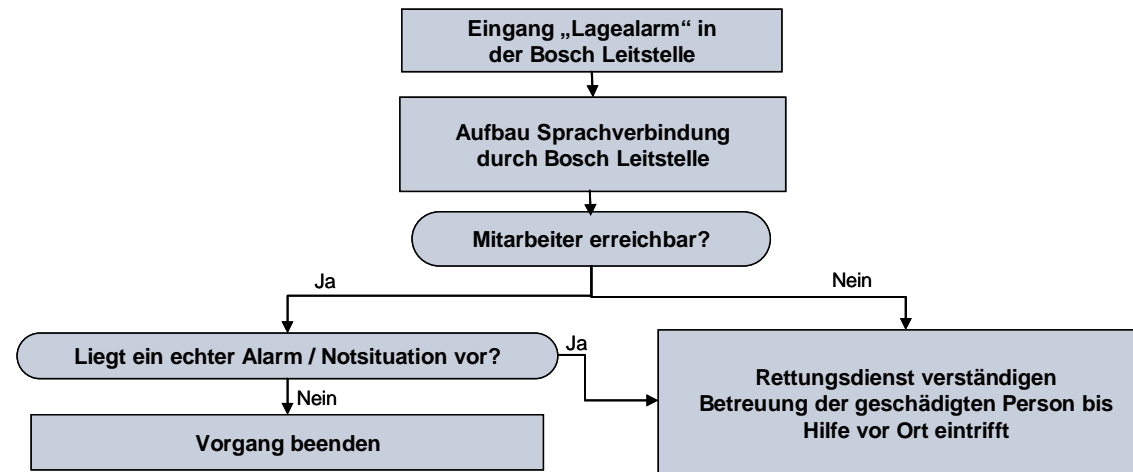 Eingang „Lagealarm“ in
der Bosch Leitstelle
Aufbau Sprachverbindung
durch Bosch Leitstelle
Mitarbeiter erreichbar?
Ja
Nein
Liegt ein echter Alarm / Notsituation vor?
Ja
Rettungsdienst verständigen
Betreuung der geschädigten Person bis
Hilfe vor Ort eintrifft
Nein
Vorgang beenden